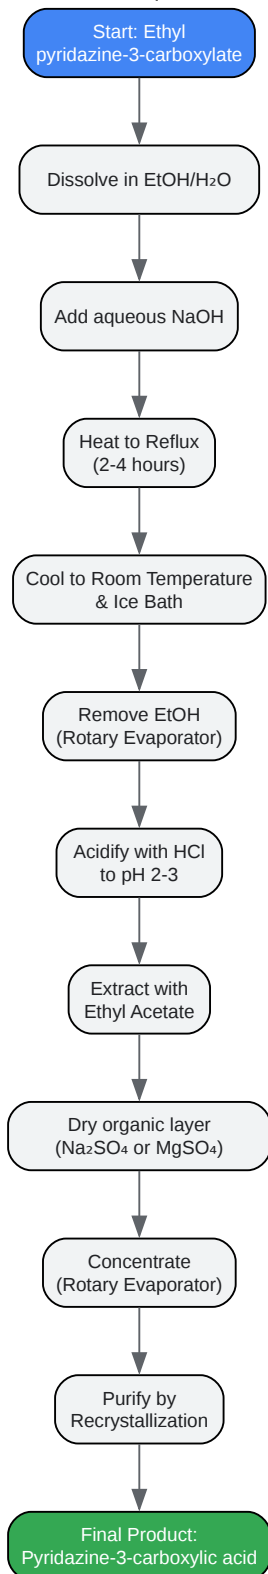 Start: Ethyl
pyridazine-3-carboxylate
Dissolve in EtOH/H₂O
Add aqueous NaOH
Heat to Reflux
(2-4 hours)
Cool to Room Temperature
& Ice Bath
Remove EtOH
(Rotary Evaporator)
Acidify with HCl
to pH 2-3
Extract with
Ethyl Acetate
Dry organic layer
(Na₂SO₄ or MgSO₄)
Concentrate
(Rotary Evaporator)
Purify by
Recrystallization
Final Product:
Pyridazine-3-carboxylic acid